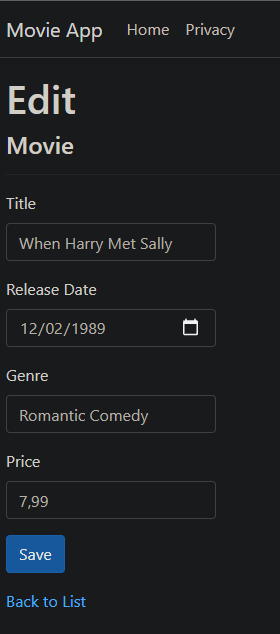 Movie App Home Privacy
Edit
Movie
Title
When Harry Met Sally
Release Date
12/02/1989
Genre
Romantic Comedy
Price
7,99
Save
Back to List